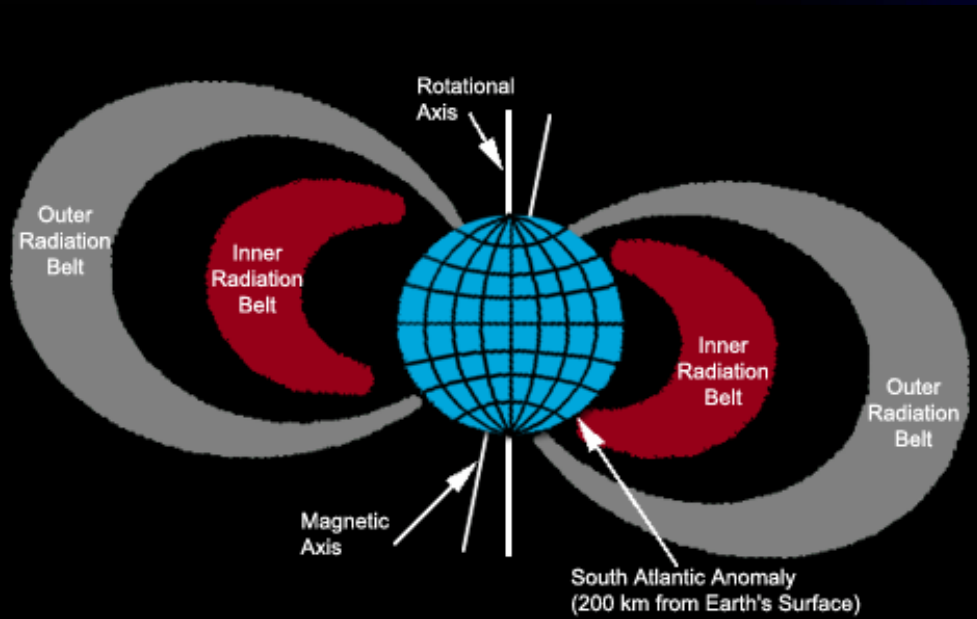 Rotational
Axis
Outer
Radiation
Belt
Inner
Radiation
Belt
Inner
Radiation
Belt
Outer
Radiation
Belt
Magnetic
Axis
South Atlantic Anomaly
(200 km from Earth's Surface)